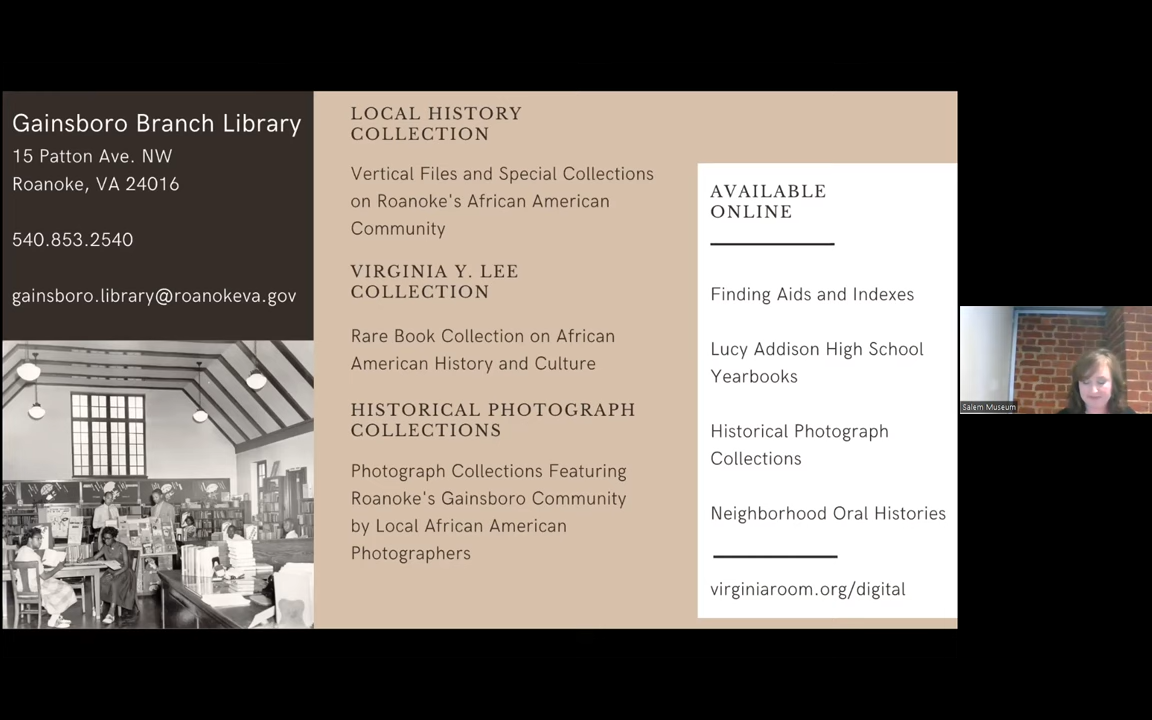 Gainsboro Branch Library
15 Patton Ave. NW
Roanoke, VA 24016
540.853.2540
gainsboro.library@roanokeva.gov
LOCAL HISTORY
COLLECTION
Vertical Files and Special Collections
on Roanoke's African American
Community
VIRGINIA Y. LEE
COLLECTION
Rare Book Collection on African
American History and Culture
HISTORICAL PHOTOGRAPH
COLLECTIONS
Photograph Collections Featuring
Roanoke's Gainsboro Community
by Local African American
Photographers
AVAILABLE
ONLINE
Finding Aids and Indexes
Lucy Addison High School
Yearbooks
Historical Photograph
Collections
Neighborhood Oral Histories
virginiaroom.org/digital
Salem Museum